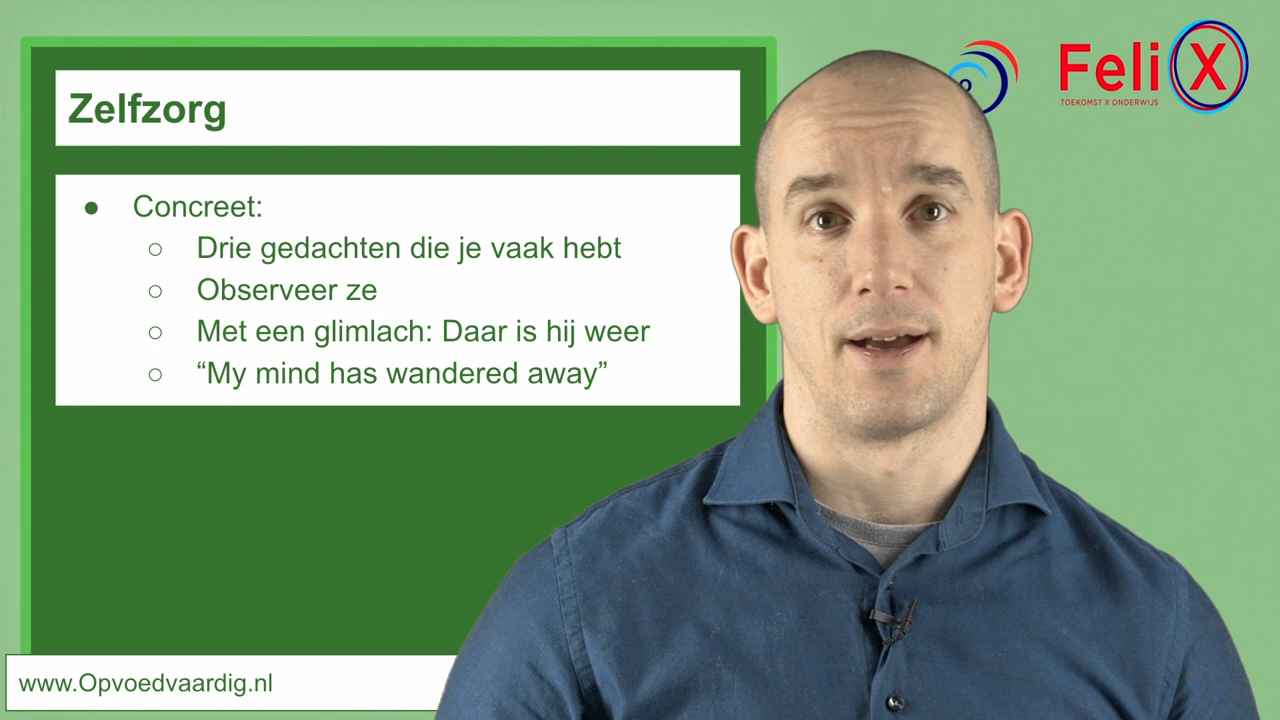 Zelfzorg
● Concreet:
○ Drie gedachten die je vaak hebt
○ Observeer ze
○ Met een glimlach: Daar is hij weer
○ “My mind has wandered away”
www.Opvoedvaardig.nl
FeliX
TOEKOMST X ONDERWIJS